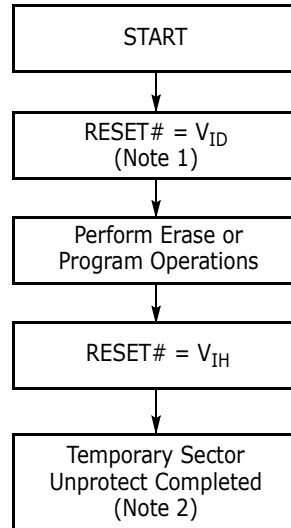 START
RESET# = VID
(Note 1)
Perform Erase or
Program Operations
RESET# = VIH
Temporary Sector
Unprotect Completed
(Note 2)